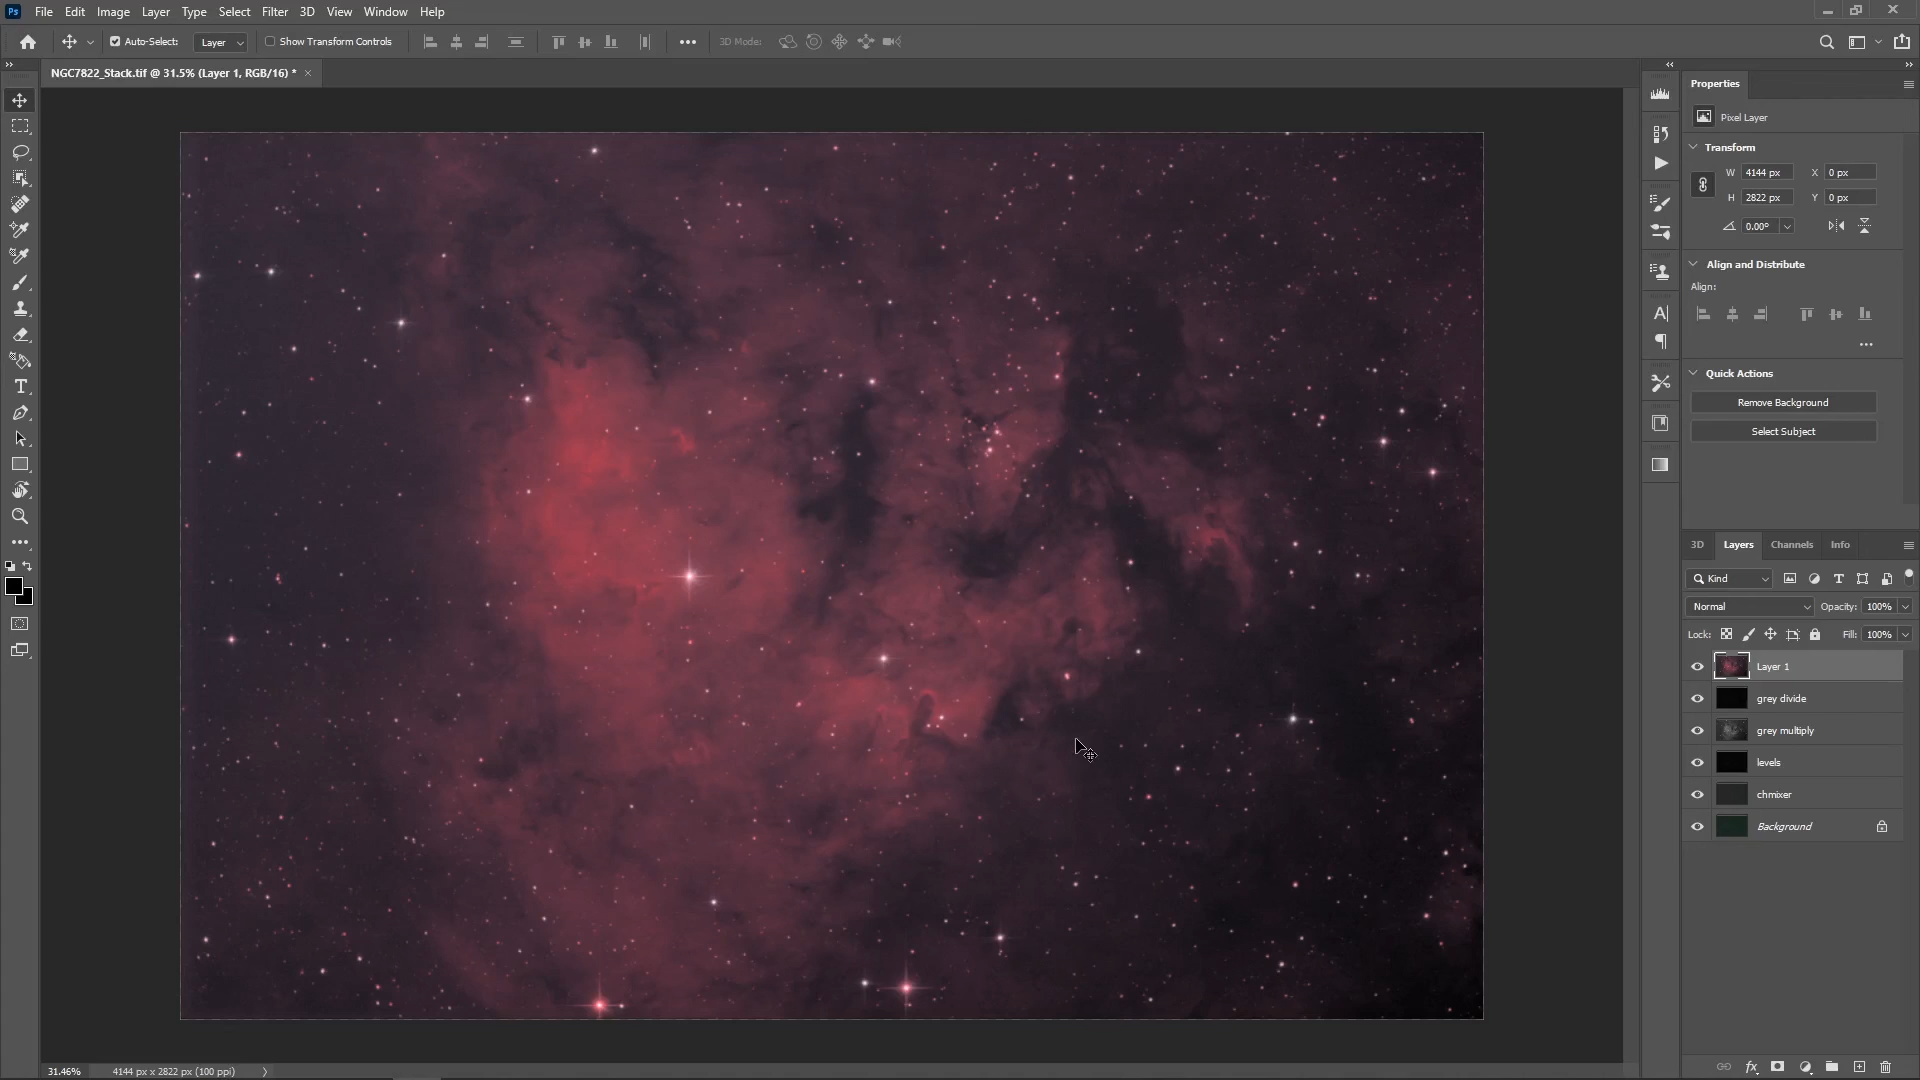 Ps File Edit Image Layer Type Select Filter 3D View Window Help
Auto-Select: Layer Show Transform Controls 3D Mode:
NGC7822_Stack.tif @ 31.5% (Layer 1, RGB/16) *
Properties
Pixel Layer
Transform
W 4144 px X 0 px
H 2822 px Y 0 px
0.00°
Align and Distribute
Align:
Quick Actions
Remove Background
Select Subject
3D Layers Channels Info
Kind
Normal Opacity: 100%
Lock: Fill: 100%
Layer 1
grey divide
grey multiply
levels
chmixer
Background
31.46% 4144 px x 2822 px (100 ppi)